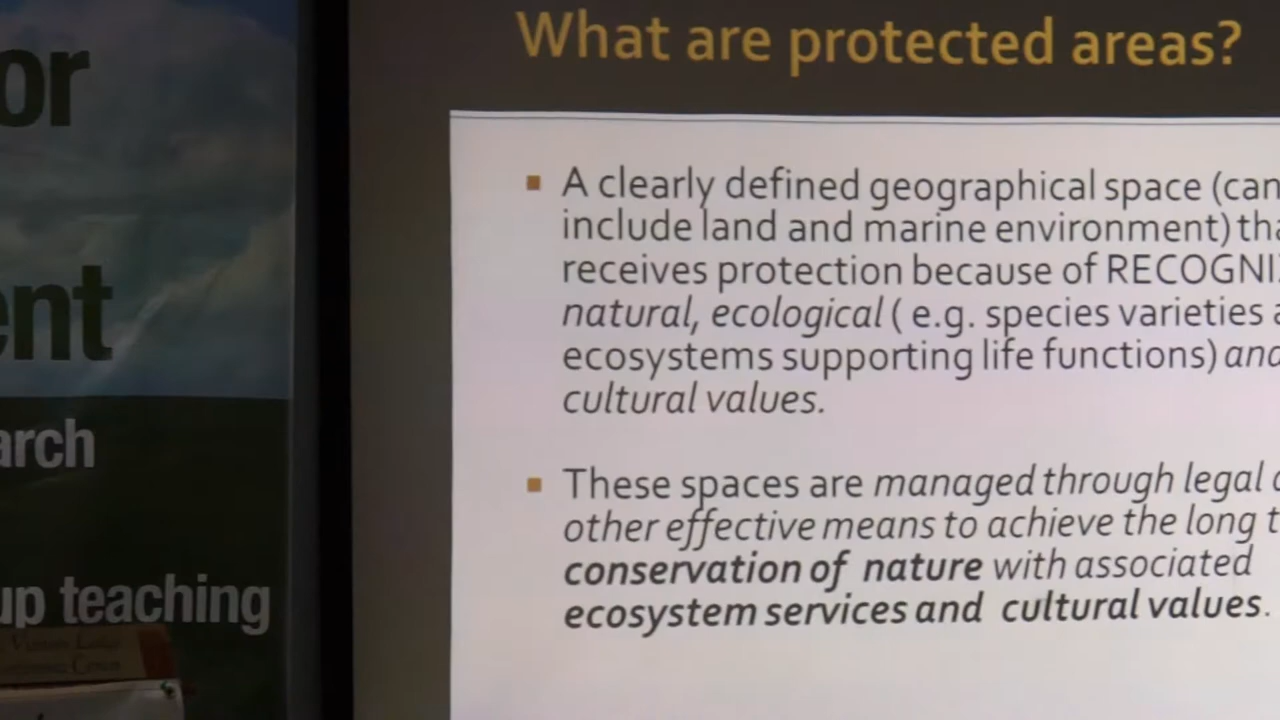 or
ent
arch
up teaching
What are protected areas?
▪ A clearly defined geographical space (can
include land and marine environment) tha
receives protection because of RECOGNI
natural, ecological ( e.g. species varieties a
ecosystems supporting life functions) and
cultural values.
▪ These spaces are managed through legal a
other effective means to achieve the long t
conservation of nature with associated
ecosystem services and cultural values.